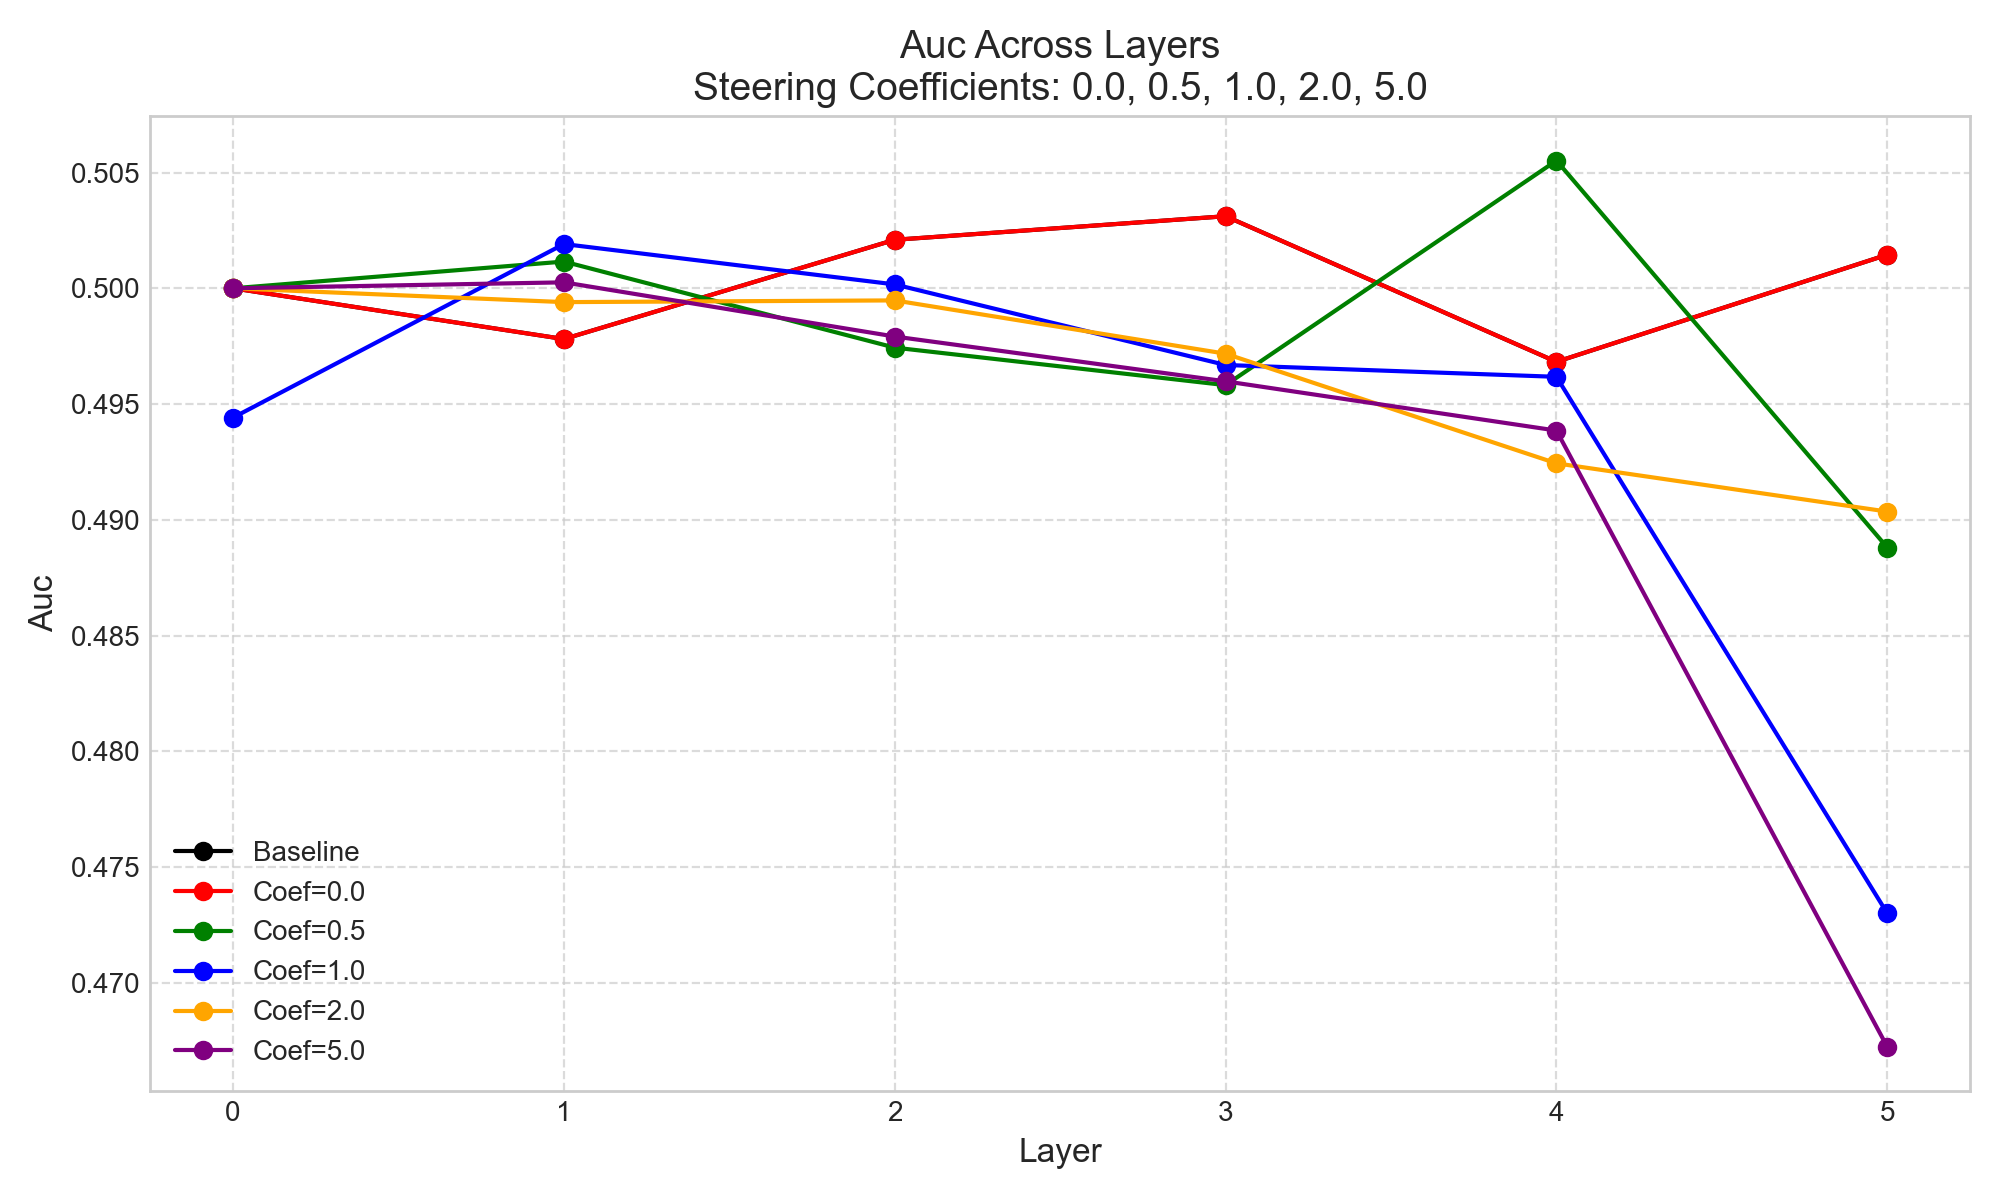 Auc Across Layers
Steering Coefficients: 0.0, 0.5, 1.0, 2.0, 5.0
0.505
0.500
0.495
0.490
0.485
0.480
0.475
0.470
Auc
Baseline
Coef=0.0
Coef=0.5
Coef=1.0
Coef=2.0
Coef=5.0
0 1 2 3 4 5
Layer